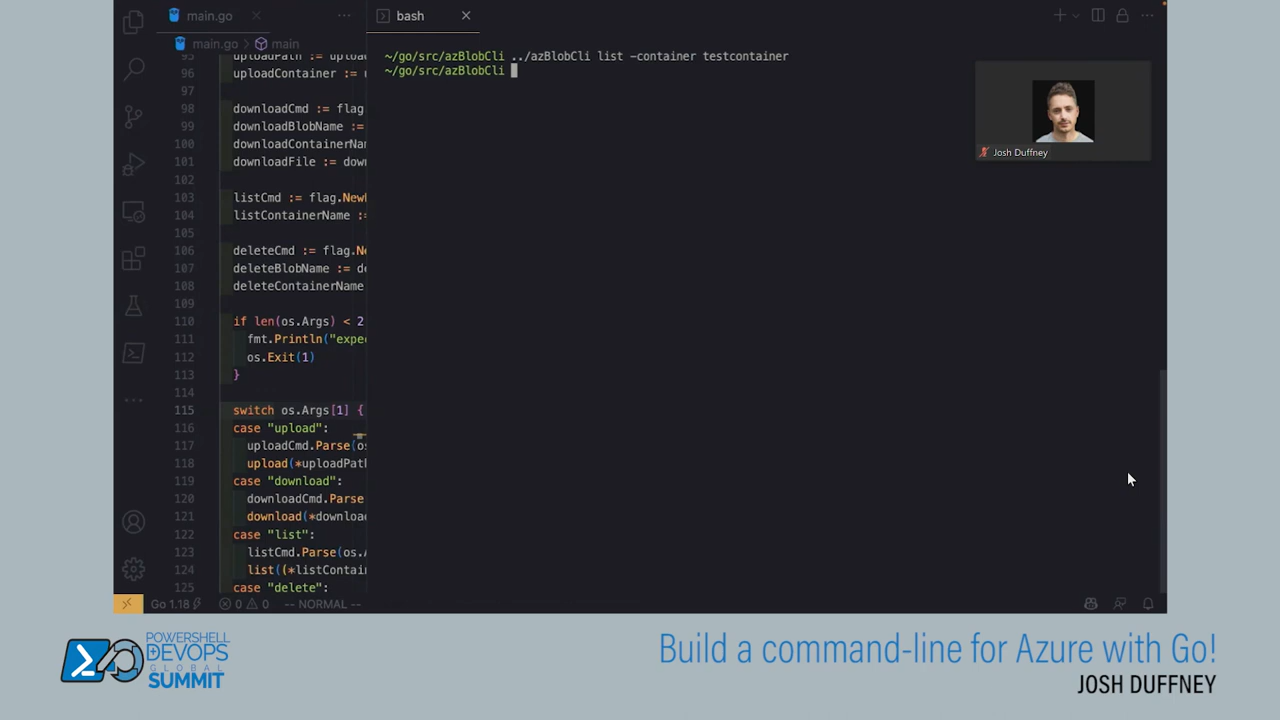 main.go
bash
main.go
main
~/go/src/azBlobCli ../azBlobCli list -container testcontainer
~/go/src/azBlobCli
95 uploadPath := uploa
96 uploadContainer := u
97
98 downloadCmd := flag.
99 downloadBlobName :=
100 downloadContainerNam
101 downloadFile := down
102
103 listCmd := flag.New
104 listContainerName :=
105
106 deleteCmd := flag.Ne
107 deleteBlobName := de
108 deleteContainerName
109
110 if len(os.Args) < 2
111 fmt.Println("expe
112 os.Exit(1)
113 }
114
115 switch os.Args[1] {
116 case "upload":
117 uploadCmd.Parse(os
118 upload(*uploadPat
119 case "download":
120 downloadCmd.Parse
121 download(*downloa
122 case "list":
123 listCmd.Parse(os.A
124 list((*listContai
125 case "delete":
Josh Duffney
Go 1.18
0 0
-- NORMAL --
POWERSHELL
DEVOPS
GLOBAL
SUMMIT
Build a command-line for Azure with Go!
JOSH DUFFNEY